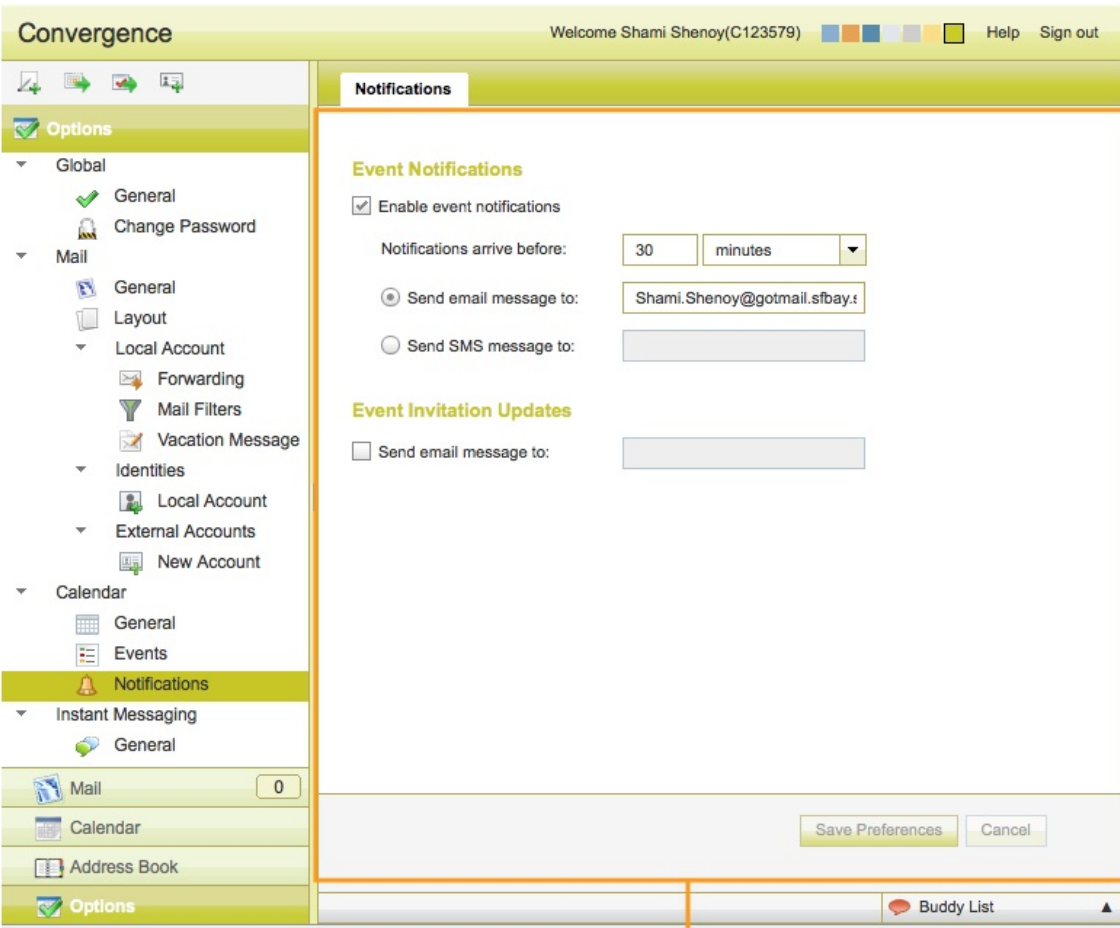 Convergence
Welcome Shami Shenoy(C123579)
Help
Sign out
Options
Global
General
Change Password
Mail
General
Layout
Local Account
Forwarding
Mail Filters
Vacation Message
Identities
Local Account
External Accounts
New Account
Calendar
General
Events
Notifications
Instant Messaging
General
Mail
0
Calendar
Address Book
Options
Notifications
Event Notifications
Enable event notifications
Notifications arrive before: 30 minutes
Send email message to: Shami.Shenoy@gotmail.sfbay.s
Send SMS message to:
Event Invitation Updates
Send email message to:
Save Preferences Cancel
Buddy List